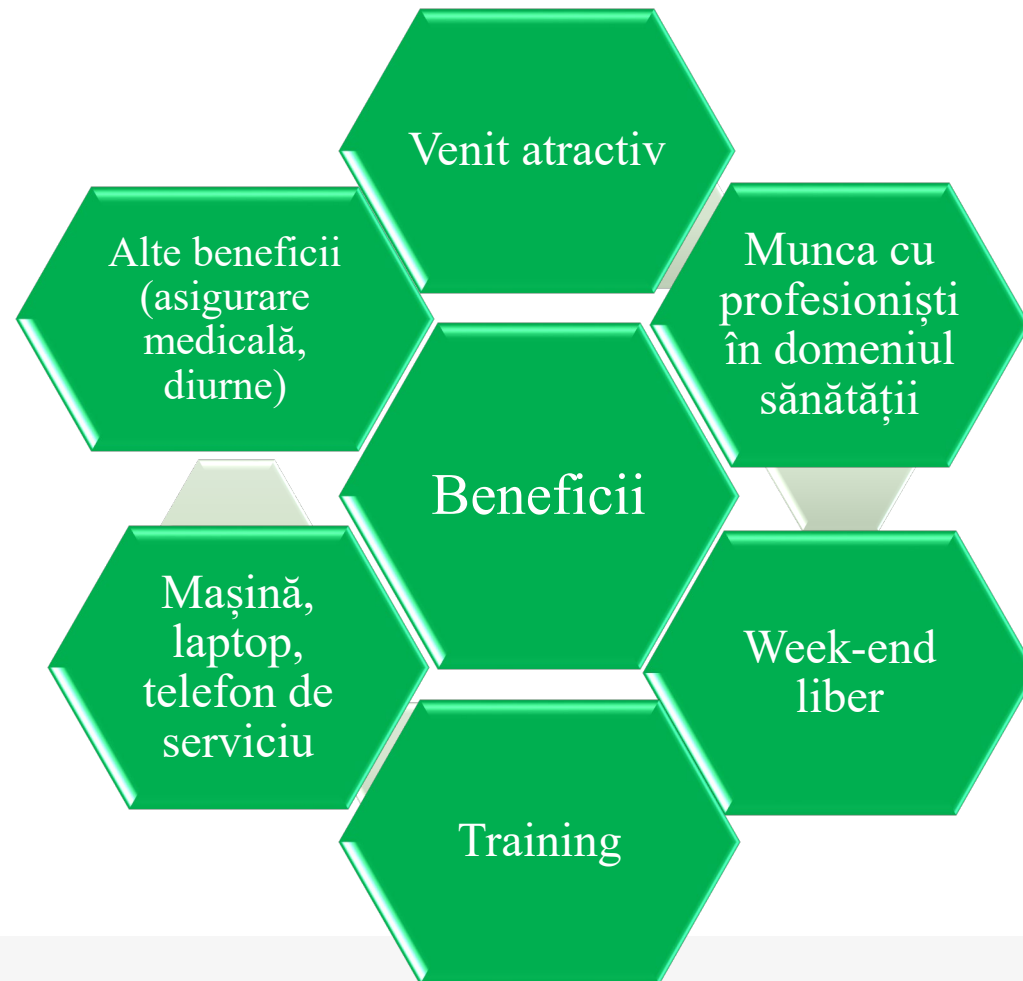 Venit atractiv
Alte beneficii
(asigurare
medicală,
diurne)
Munca cu
profesioniști
în domeniul
sănătății
Beneficii
Mașină,
laptop,
telefon de
serviciu
Week-end
liber
Training